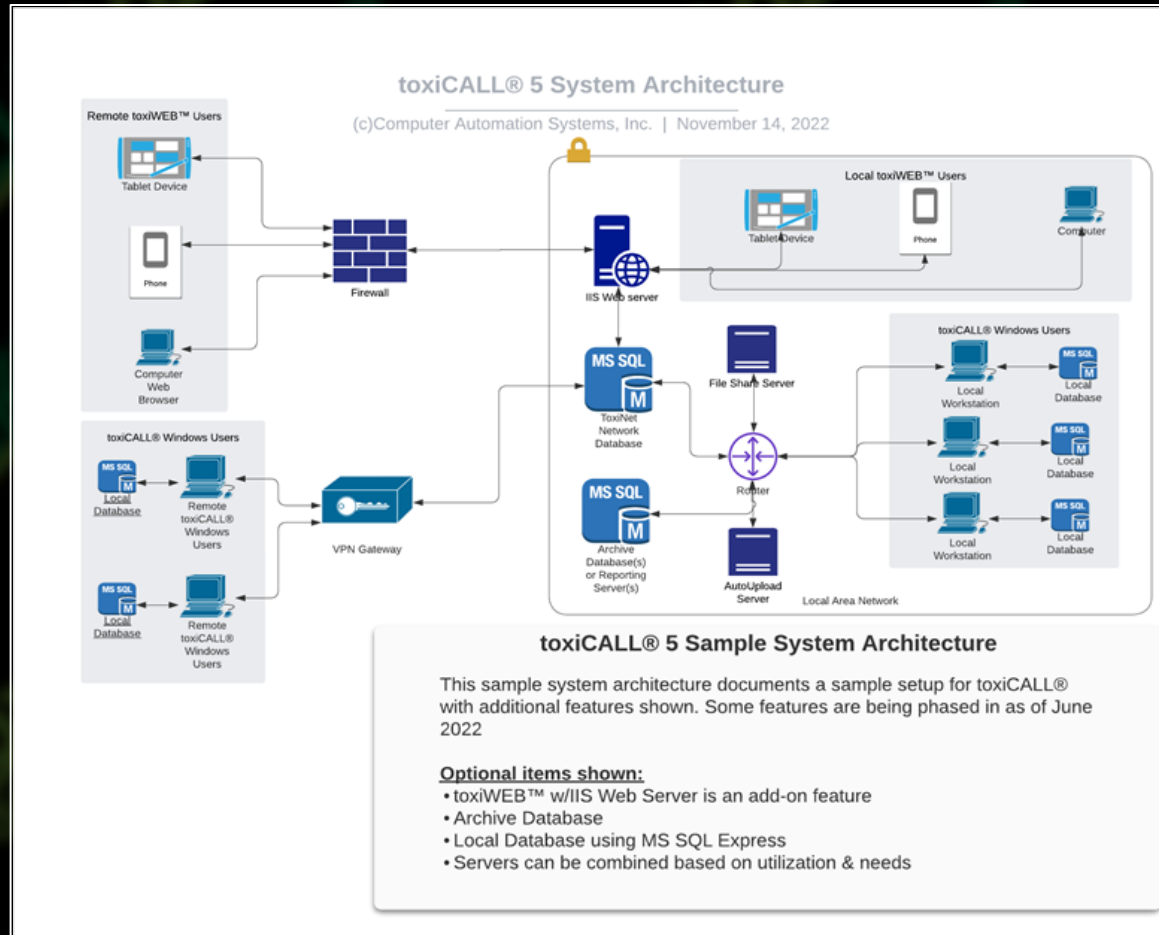 toxiCALL® 5 System Architecture
(c)Computer Automation Systems, Inc. | November 14, 2022
Remote toxiWEB™ Users
Tablet Device
Phone
Computer
Web
Browser
Firewall
toxiCALL® Windows Users
MS SQL
M
Local
Database
Remote
toxiCALL®
Windows
Users
MS SQL
M
Local
Database
Remote
toxiCALL®
Windows
Users
VPN Gateway
Local toxiWEB™ Users
Tablet Device
Phone
Computer
IIS Web server
MS SQL
M
ToxiNet
Network
Database
File Share Server
Router
MS SQL
M
Archive
Database(s)
or Reporting
Server(s)
AutoUpload
Server
toxiCALL® Windows Users
Local
Workstation
MS SQL
M
Local
Database
Local
Workstation
MS SQL
M
Local
Database
Local
Workstation
MS SQL
M
Local
Database
Local Area Network
toxiCALL® 5 Sample System Architecture
This sample system architecture documents a sample setup for toxiCALL®
with additional features shown. Some features are being phased in as of June
2022
Optional items shown:
• toxiWEB™ w/IIS Web Server is an add-on feature
• Archive Database
• Local Database using MS SQL Express
• Servers can be combined based on utilization & needs